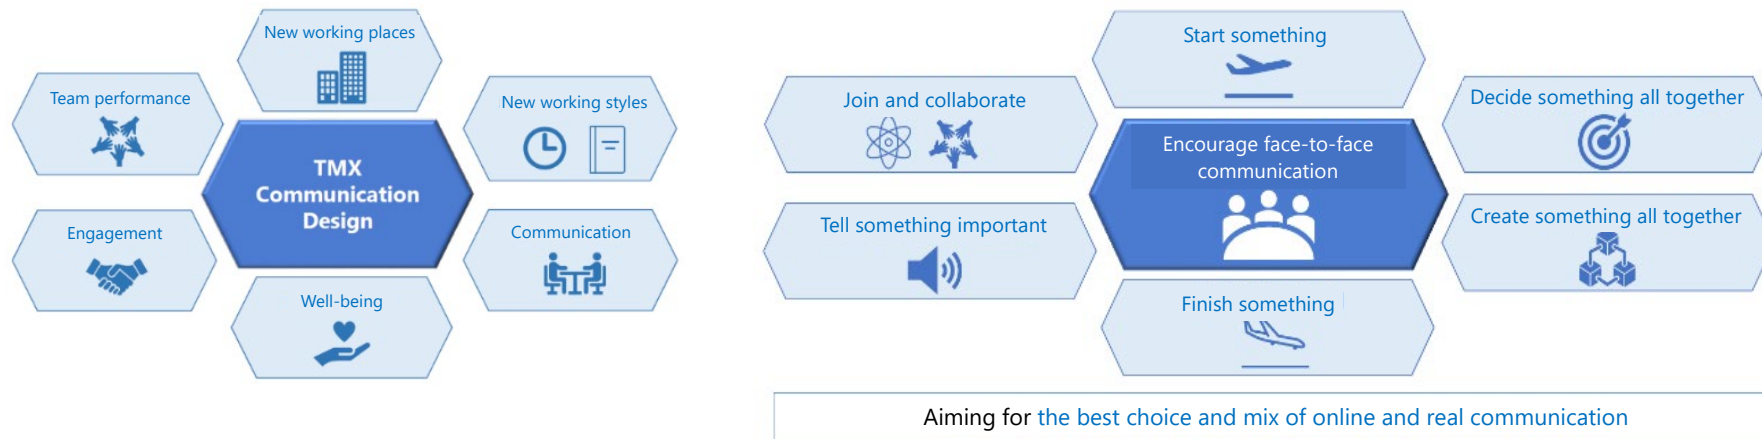 New working places
Team performance
New working styles
TMX
Communication
Design
Engagement
Communication
Well-being
Start something
Join and collaborate
Decide something all together
Encourage face-to-face
communication
Tell something important
Create something all together
Finish something
Aiming for the best choice and mix of online and real communication